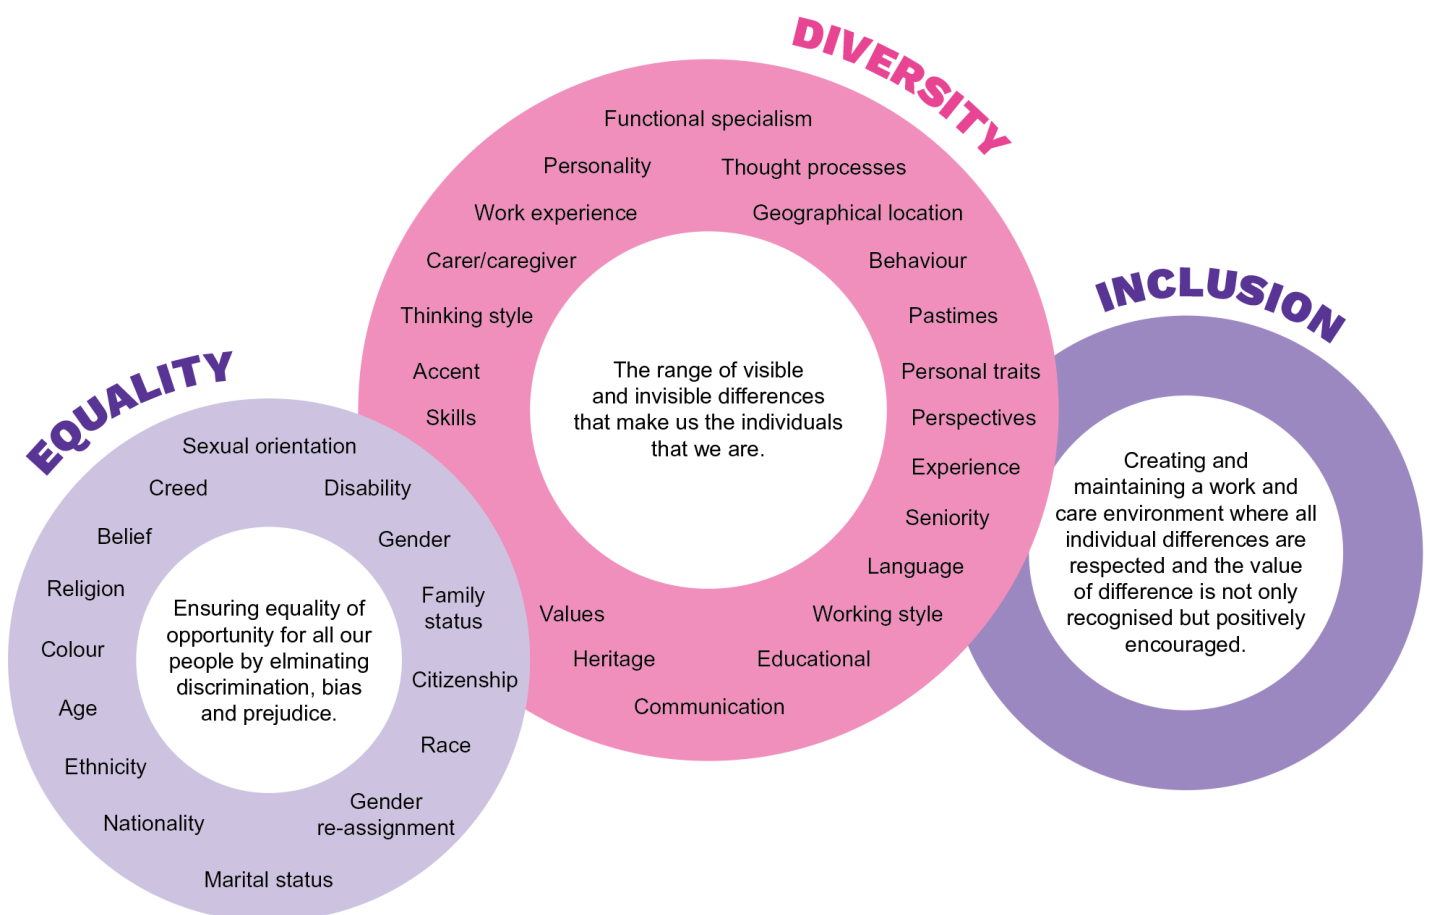 DIVERSITY
Functional specialism
Personality
Thought processes
Work experience
Geographical location
Carer/caregiver
Behaviour
Thinking style
Pastimes
Accent
Personal traits
Skills
Perspectives
Experience
Seniority
Language
Values
Working style
Heritage
Educational
Communication
The range of visible
and invisible differences
that make us the individuals
that we are.
EQUALITY
Sexual orientation
Creed
Disability
Belief
Gender
Religion
Family
status
Colour
Citizenship
Age
Race
Ethnicity
Gender
re-assignment
Nationality
Marital status
Ensuring equality of
opportunity for all our
people by elminating
discrimination, bias
and prejudice.
INCLUSION
Creating and
maintaining a work and
care environment where all
individual differences are
respected and the value
of difference is not only
recognised but positively
encouraged.